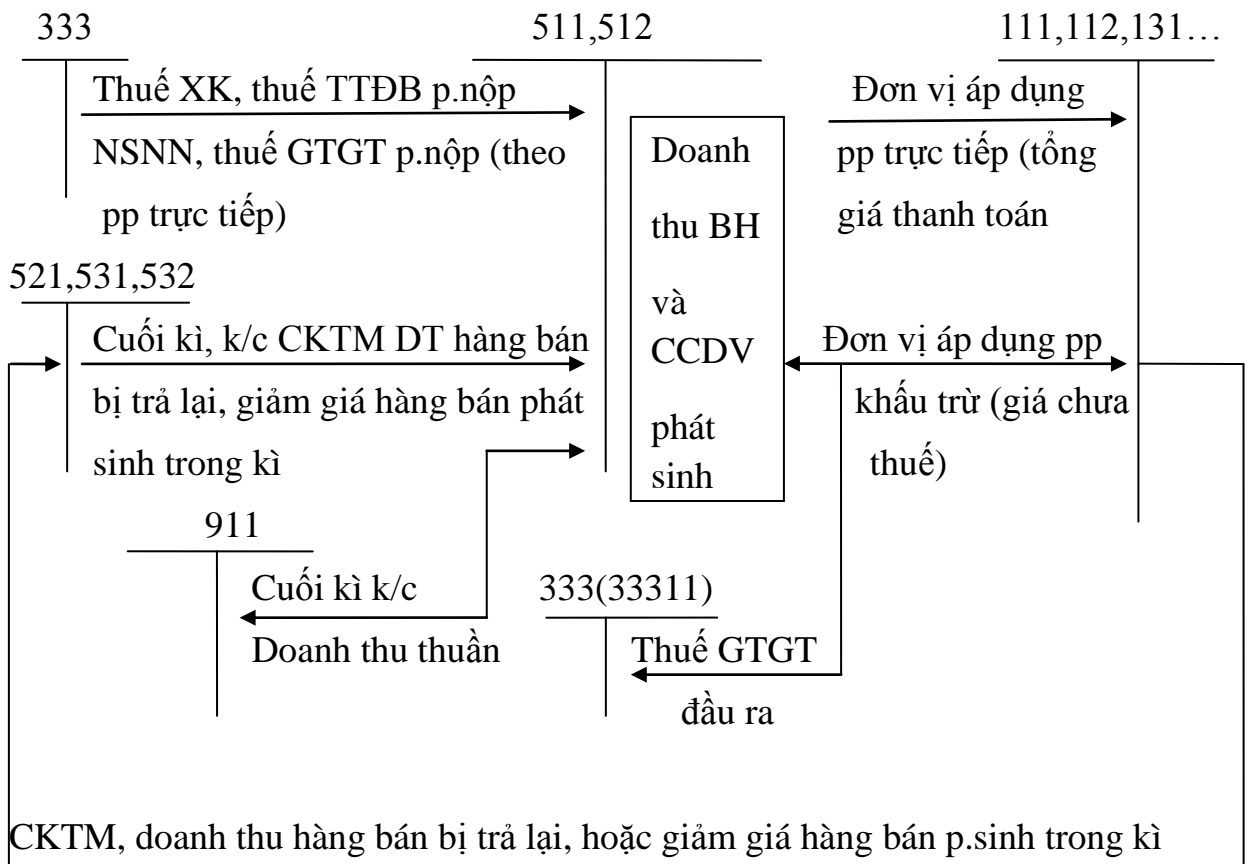 333
511,512
111,112,131…
Thuế XK, thuế TTĐB p.nộp
NSNN, thuế GTGT p.nộp (theo
pp trực tiếp)
Doanh
thu BH
và
CCDV
phát
sinh
Đơn vị áp dụng
pp trực tiếp (tổng
giá thanh toán
521,531,532
Cuối kì, k/c CKTM DT hàng bán
bị trả lại, giảm giá hàng bán phát
sinh trong kì
Đơn vị áp dụng pp
khấu trừ (giá chưa
thuế)
911
Cuối kì k/c
Doanh thu thuần
333(33311)
Thuế GTGT
đầu ra
CKTM, doanh thu hàng bán bị trả lại, hoặc giảm giá hàng bán p.sinh trong kì